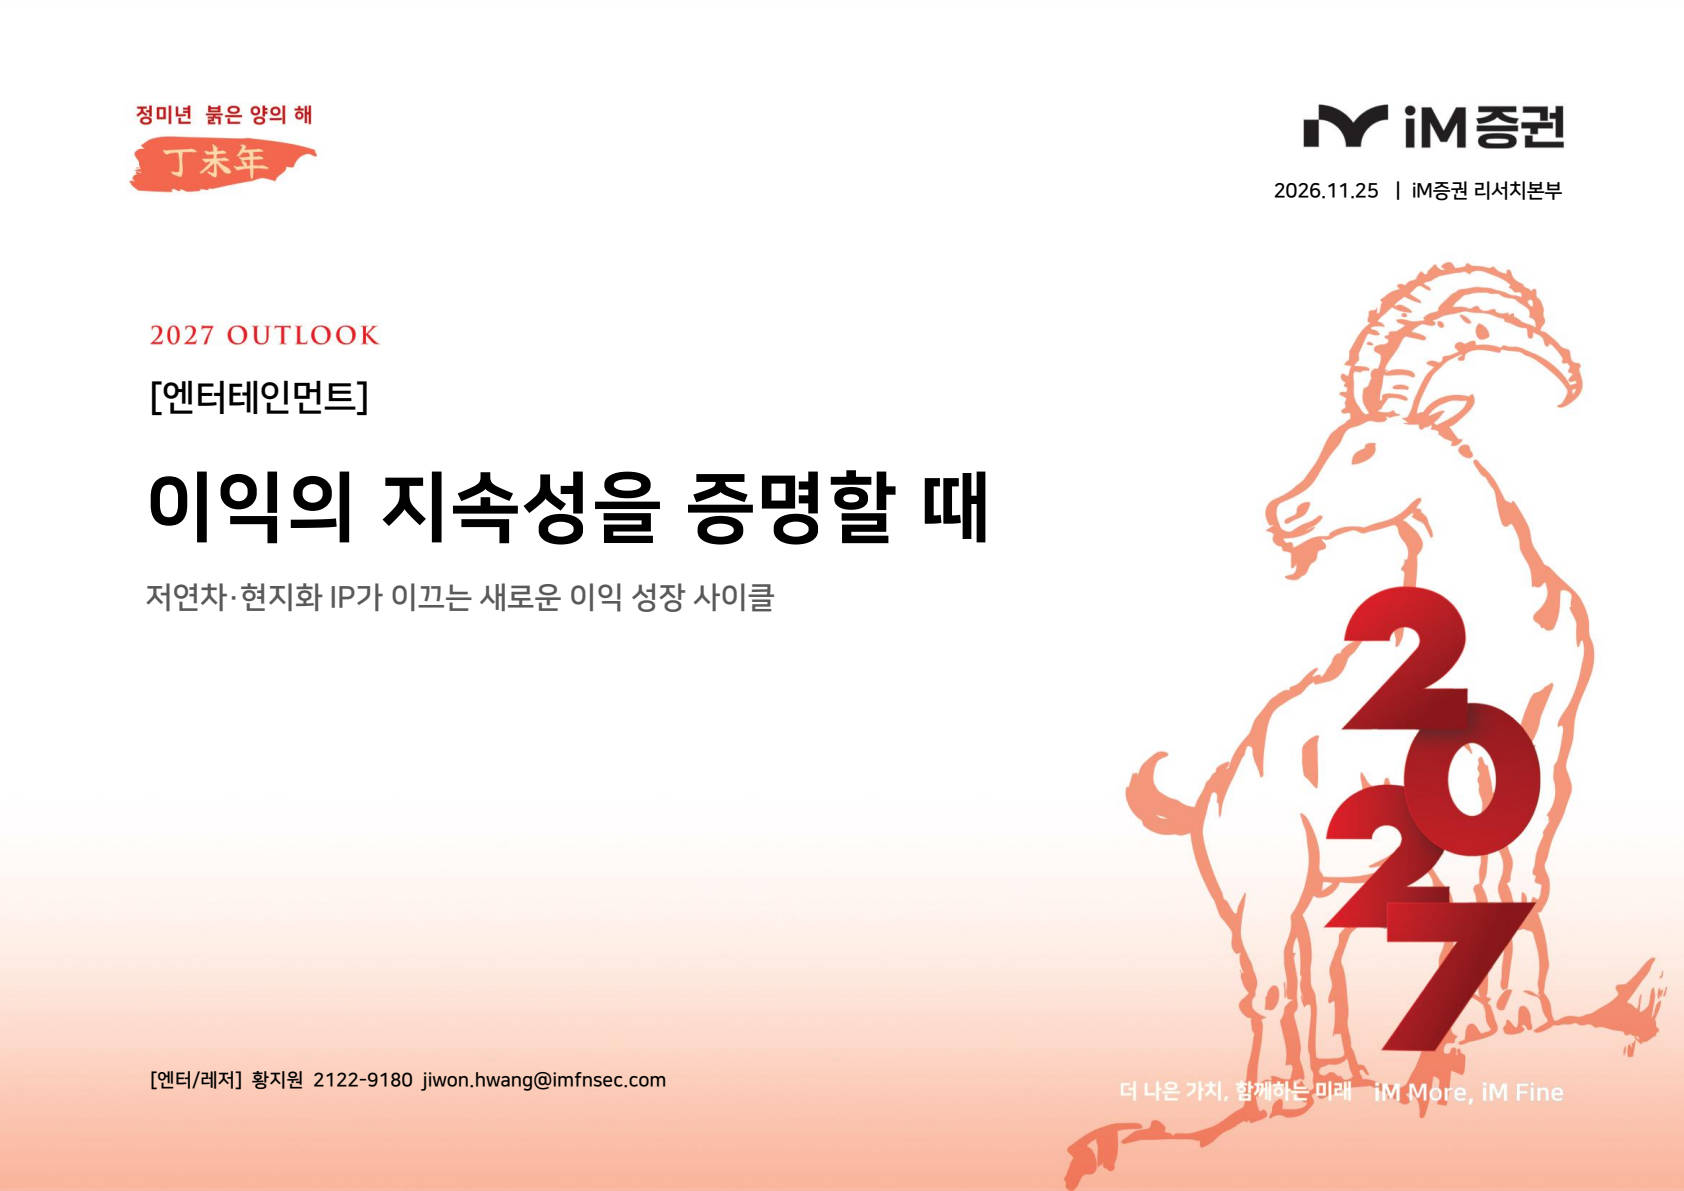 정미년 붉은 양의 해
丁未年
iM증권
2026.11.25 | iM증권 리서치본부
2027 OUTLOOK
[엔터테인먼트]
이익의 지속성을 증명할 때
저연차·현지화 IP가 이끄는 새로운 이익 성장 사이클
2027
[엔터/레저] 황지원 2122-9180 jiwon.hwang@imfnsec.com
더 나은 가치, 함께하는 미래 iM More, iM Fine